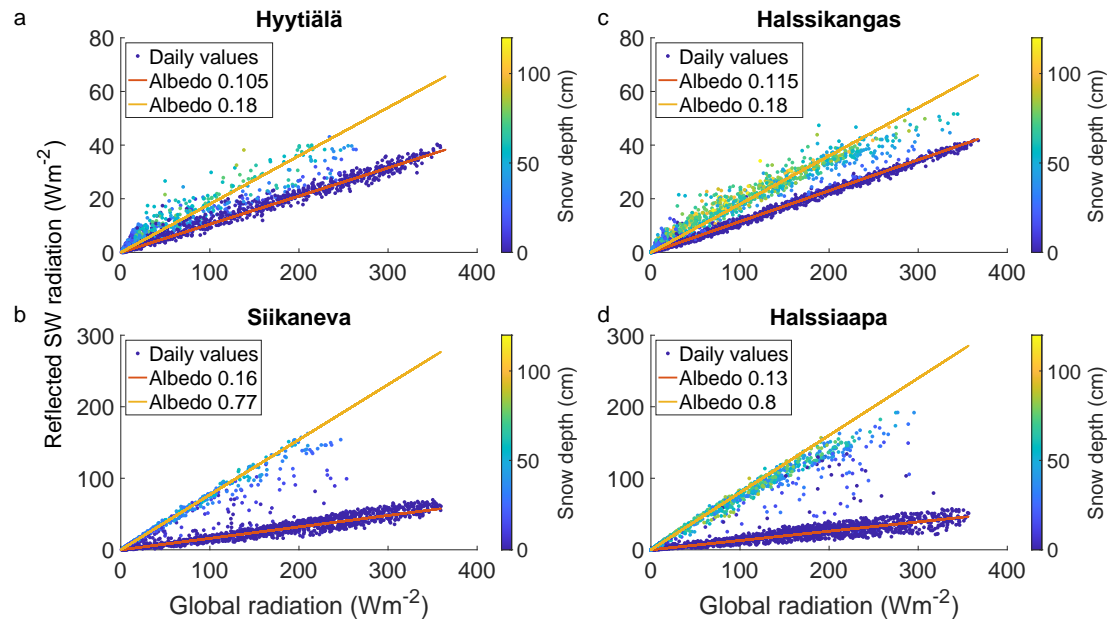 a
Hyytiälä
80
60
40
20
0
0
100
200
300
400
Daily values
Albedo 0.105
Albedo 0.18
100
50
0
Snow depth (cm)
c
Halssikangas
80
60
40
20
0
0
100
200
300
400
Daily values
Albedo 0.115
Albedo 0.18
100
50
0
Snow depth (cm)
Reflected SW radiation (Wm⁻²)
b
Siikaneva
300
200
100
0
0
100
200
300
400
Daily values
Albedo 0.16
Albedo 0.77
100
50
0
Snow depth (cm)
Global radiation (Wm⁻²)
d
Halssiaapa
300
200
100
0
0
100
200
300
400
Daily values
Albedo 0.13
Albedo 0.8
100
50
0
Snow depth (cm)
Global radiation (Wm⁻²)